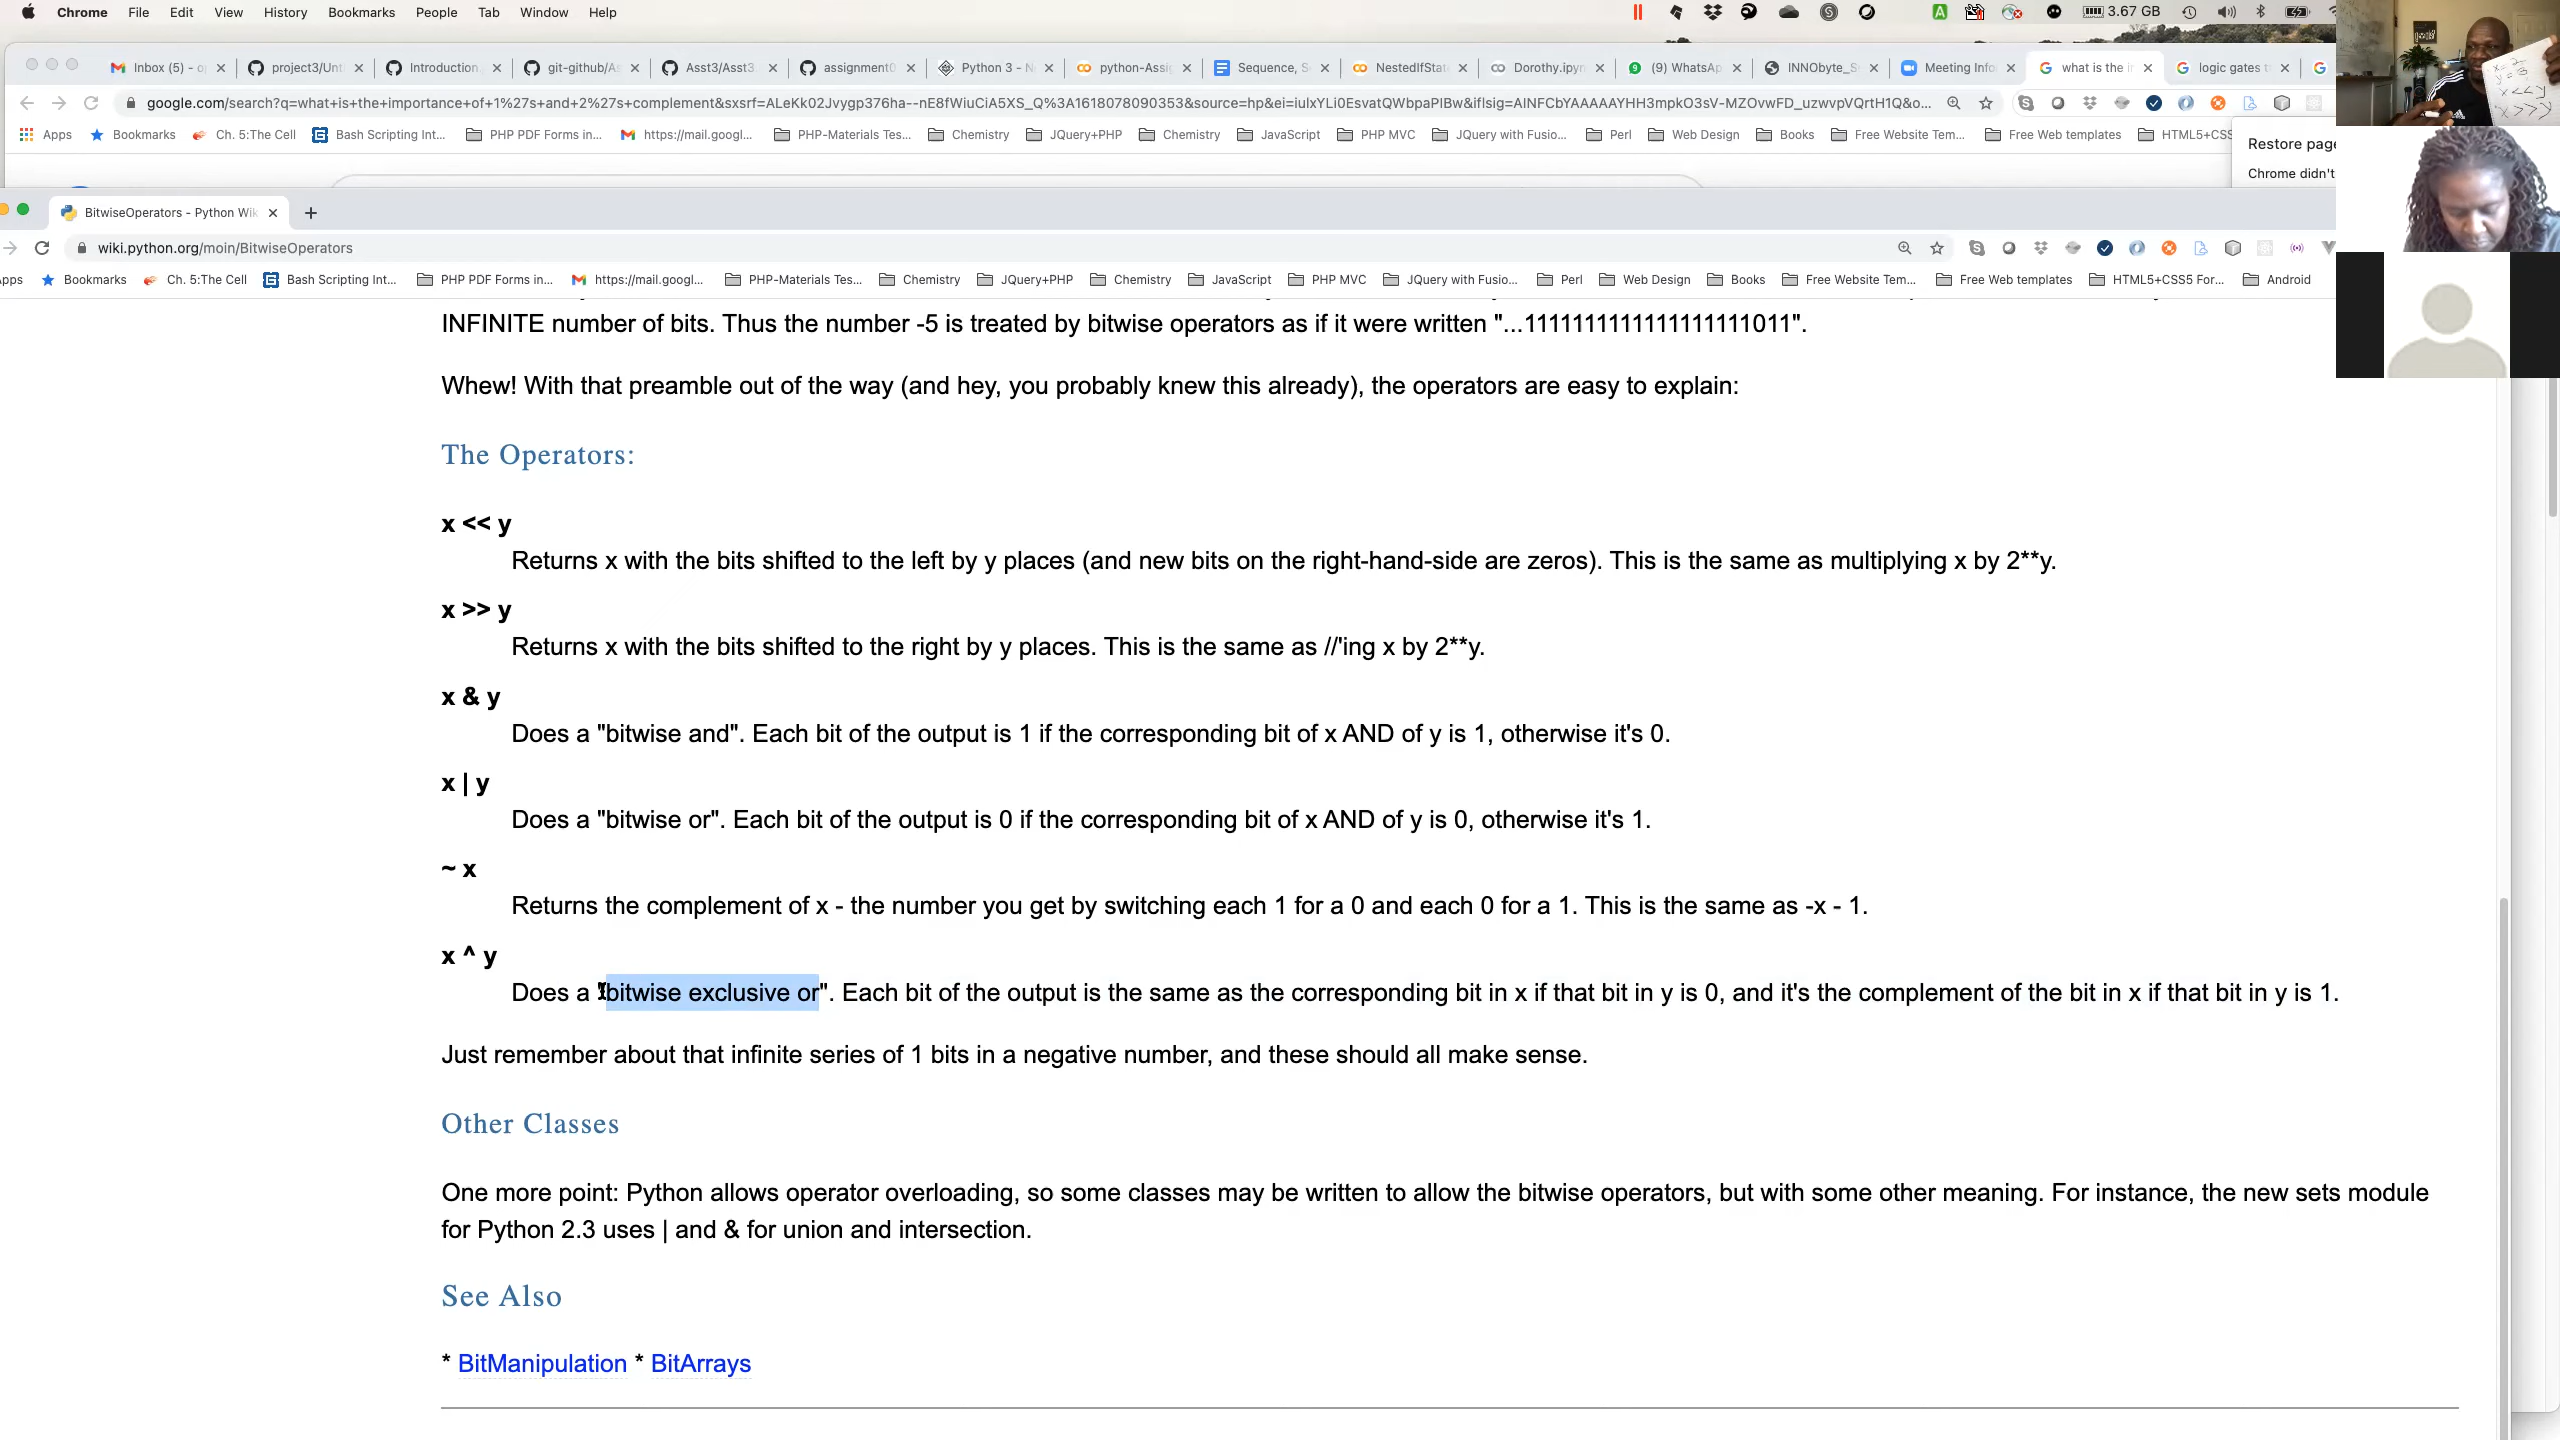 Chrome File Edit View History Bookmarks People Tab Window Help
3.67 GB
Inbox (5) - o
project3/Unt
Introduction
git-github/As
Asst3/Asst3.
assignment0
Python 3 - N
python-Assig
Sequence, S
NestedIfStat
Dorothy.ipyn
(9) WhatsAp
INNObyte_S
Meeting Info
what is the i
logic gates t
google.com/search?q=what+is+the+importance+of+1%27s+and+2%27s+complement&sxsrf=
Apps Bookmarks Ch. 5:The Cell Bash Scripting Int... PHP PDF Forms in... https://mail.googl... PHP-Materials Tes... Chemistry JQuery+PHP Chemistry JavaScript PHP MVC JQuery with Fusio... Perl Web Design Books Free Website Tem... Free Web templates HTML5+CSS
Restore page
Chrome didn't
BitwiseOperators - Python Wik
wiki.python.org/moin/BitwiseOperators
pps Bookmarks Ch. 5:The Cell Bash Scripting Int... PHP PDF Forms in... https://mail.googl... PHP-Materials Tes... Chemistry JQuery+PHP Chemistry JavaScript PHP MVC JQuery with Fusio... Perl Web Design Books Free Website Tem... Free Web templates HTML5+CSS5 For... Android
INFINITE number of bits. Thus the number -5 is treated by bitwise operators as if it were written "...1111111111111111111011".
Whew! With that preamble out of the way (and hey, you probably knew this already), the operators are easy to explain:
The Operators:
x << y
Returns x with the bits shifted to the left by y places (and new bits on the right-hand-side are zeros). This is the same as multiplying x by 2**y.
x >> y
Returns x with the bits shifted to the right by y places. This is the same as //'ing x by 2**y.
x & y
Does a "bitwise and". Each bit of the output is 1 if the corresponding bit of x AND of y is 1, otherwise it's 0.
x | y
Does a "bitwise or". Each bit of the output is 0 if the corresponding bit of x AND of y is 0, otherwise it's 1.
~ x
Returns the complement of x - the number you get by switching each 1 for a 0 and each 0 for a 1. This is the same as -x - 1.
x ^ y
Does a "bitwise exclusive or". Each bit of the output is the same as the corresponding bit in x if that bit in y is 0, and it's the complement of the bit in x if that bit in y is 1.
Just remember about that infinite series of 1 bits in a negative number, and these should all make sense.
Other Classes
One more point: Python allows operator overloading, so some classes may be written to allow the bitwise operators, but with some other meaning. For instance, the new sets module
for Python 2.3 uses | and & for union and intersection.
See Also
* BitManipulation * BitArrays